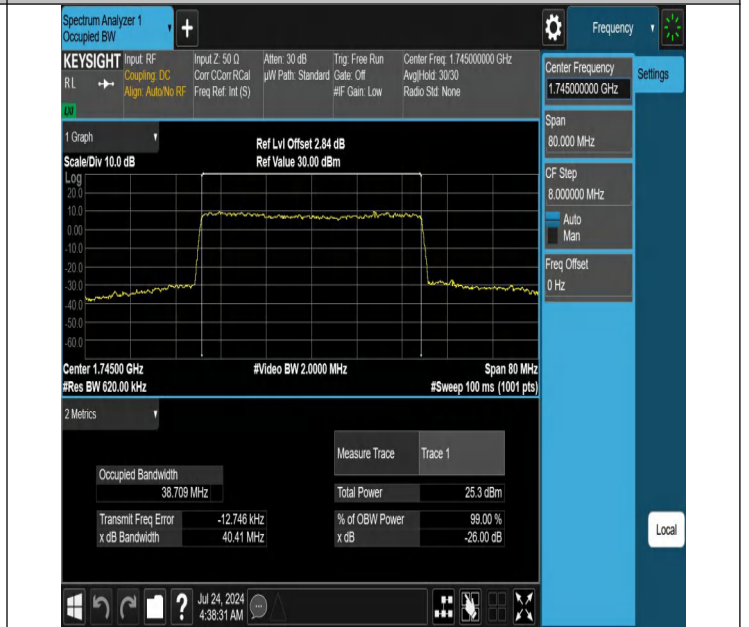 Spectrum Analyzer 1
Occupied BW
Frequency
KEYSIGHT
RL
Input: RF
Coupling: DC
Align: Auto/No RF
Input Z: 50 Ω
Corr CCorr RCal
Freq Ref: Int (S)
Atten: 30 dB
µW Path: Standard
Trig: Free Run
Gate: Off
#IF Gain: Low
Center Freq: 1.745000000 GHz
Avg|Hold: 30/30
Radio Std: None
Center Frequency
1.745000000 GHz
Settings
Span
80.000 MHz
CF Step
8.000000 MHz
Auto
Man
Freq Offset
0 Hz
1 Graph
Scale/Div 10.0 dB
Ref Lvl Offset 2.84 dB
Ref Value 30.00 dBm
Log
20.0
10.0
0.00
-10.0
-20.0
-30.0
-40.0
-50.0
-60.0
Center 1.74500 GHz
#Video BW 2.0000 MHz
Span 80 MHz
#Res BW 620.00 kHz
#Sweep 100 ms (1001 pts)
2 Metrics
Measure Trace
Trace 1
Occupied Bandwidth
38.709 MHz
Total Power
25.3 dBm
Transmit Freq Error
-12.746 kHz
% of OBW Power
99.00 %
x dB Bandwidth
40.41 MHz
x dB
-26.00 dB
Local
?
Jul 24, 2024
4:38:31 AM